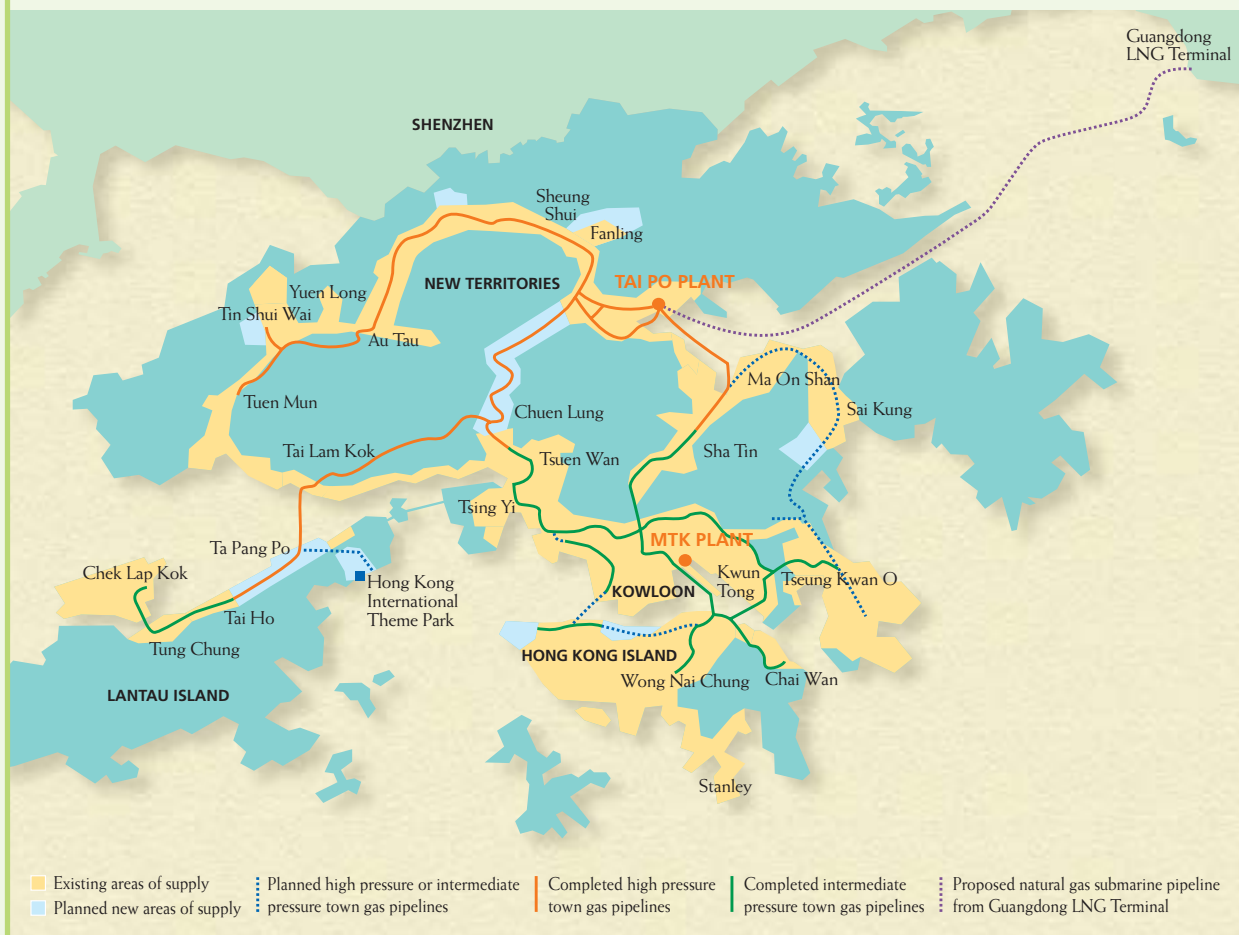 Guangdong
LNG Terminal
SHENZHEN
Sheung
Shui
Fanling
NEW TERRITORIES
TAI PO PLANT
Yuen Long
Tin Shui Wai
Au Tau
Ma On Shan
Tuen Mun
Chuen Lung
Sai Kung
Tai Lam Kok
Tsuen Wan
Sha Tin
Tsing Yi
MTK PLANT
Ta Pang Po
Chek Lap Kok
Hong Kong
International
Theme Park
Kwun
Tong
Tseung Kwan O
KOWLOON
Tai Ho
Tung Chung
HONG KONG ISLAND
Wong Nai Chung
Chai Wan
LANTAU ISLAND
Stanley
Existing areas of supply
Planned new areas of supply
Planned high pressure or intermediate
pressure town gas pipelines
Completed high pressure
town gas pipelines
Completed intermediate
pressure town gas pipelines
Proposed natural gas submarine pipeline
from Guangdong LNG Terminal